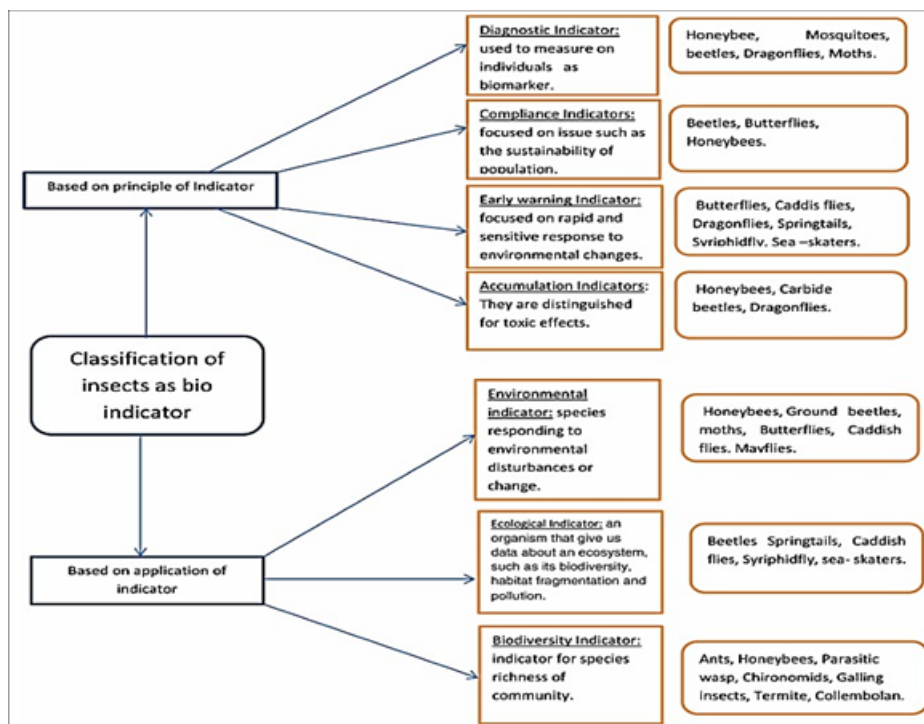 Diagnostic Indicator:
used to measure on
individuals as
biomarker.
Honeybee, Mosquitoes,
beetles, Dragonflies, Moths.
Compliance Indicators:
focused on issue such as
the sustainability of
population.
Beetles, Butterflies,
Honeybees.
Based on principle of Indicator
Early warning Indicator:
focused on rapid and
sensitive response to
environmental changes.
Butterflies, Caddis flies,
Dragonflies, Springtails,
Syriphidfly, Sea –skaters.
Accumulation Indicators:
They are distinguished
for toxic effects.
Honeybees, Carbide
beetles, Dragonflies.
Classification of
insects as bio
indicator
Environmental
indicator: species
responding to
environmental
disturbances or
change.
Honeybees, Ground beetles,
moths, Butterflies, Caddish
flies, Mayflies.
Based on application of
indicator
Ecological Indicator: an
organism that give us
data about an ecosystem,
such as its biodiversity,
habitat fragmentation and
pollution.
Beetles Springtails, Caddish
flies, Syriphidfly, sea- skaters.
Biodiversity Indicator:
indicator for species
richness of
community.
Ants, Honeybees, Parasitic
wasp, Chironomids, Galling
insects, Termite, Collembolan.